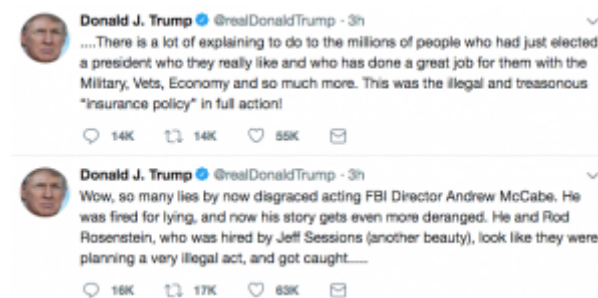 Donald J. Trump @realDonaldTrump · 3h
....There is a lot of explaining to do to the millions of people who had just elected
a president who they really like and who has done a great job for them with the
Military, Vets, Economy and so much more. This was the illegal and treasonous
"insurance policy" in full action!
14K 14K 55K
Donald J. Trump @realDonaldTrump · 3h
Wow, so many lies by now disgraced acting FBI Director Andrew McCabe. He
was fired for lying, and now his story gets even more deranged. He and Rod
Rosenstein, who was hired by Jeff Sessions (another beauty), look like they were
planning a very illegal act, and got caught.....
16K 17K 63K